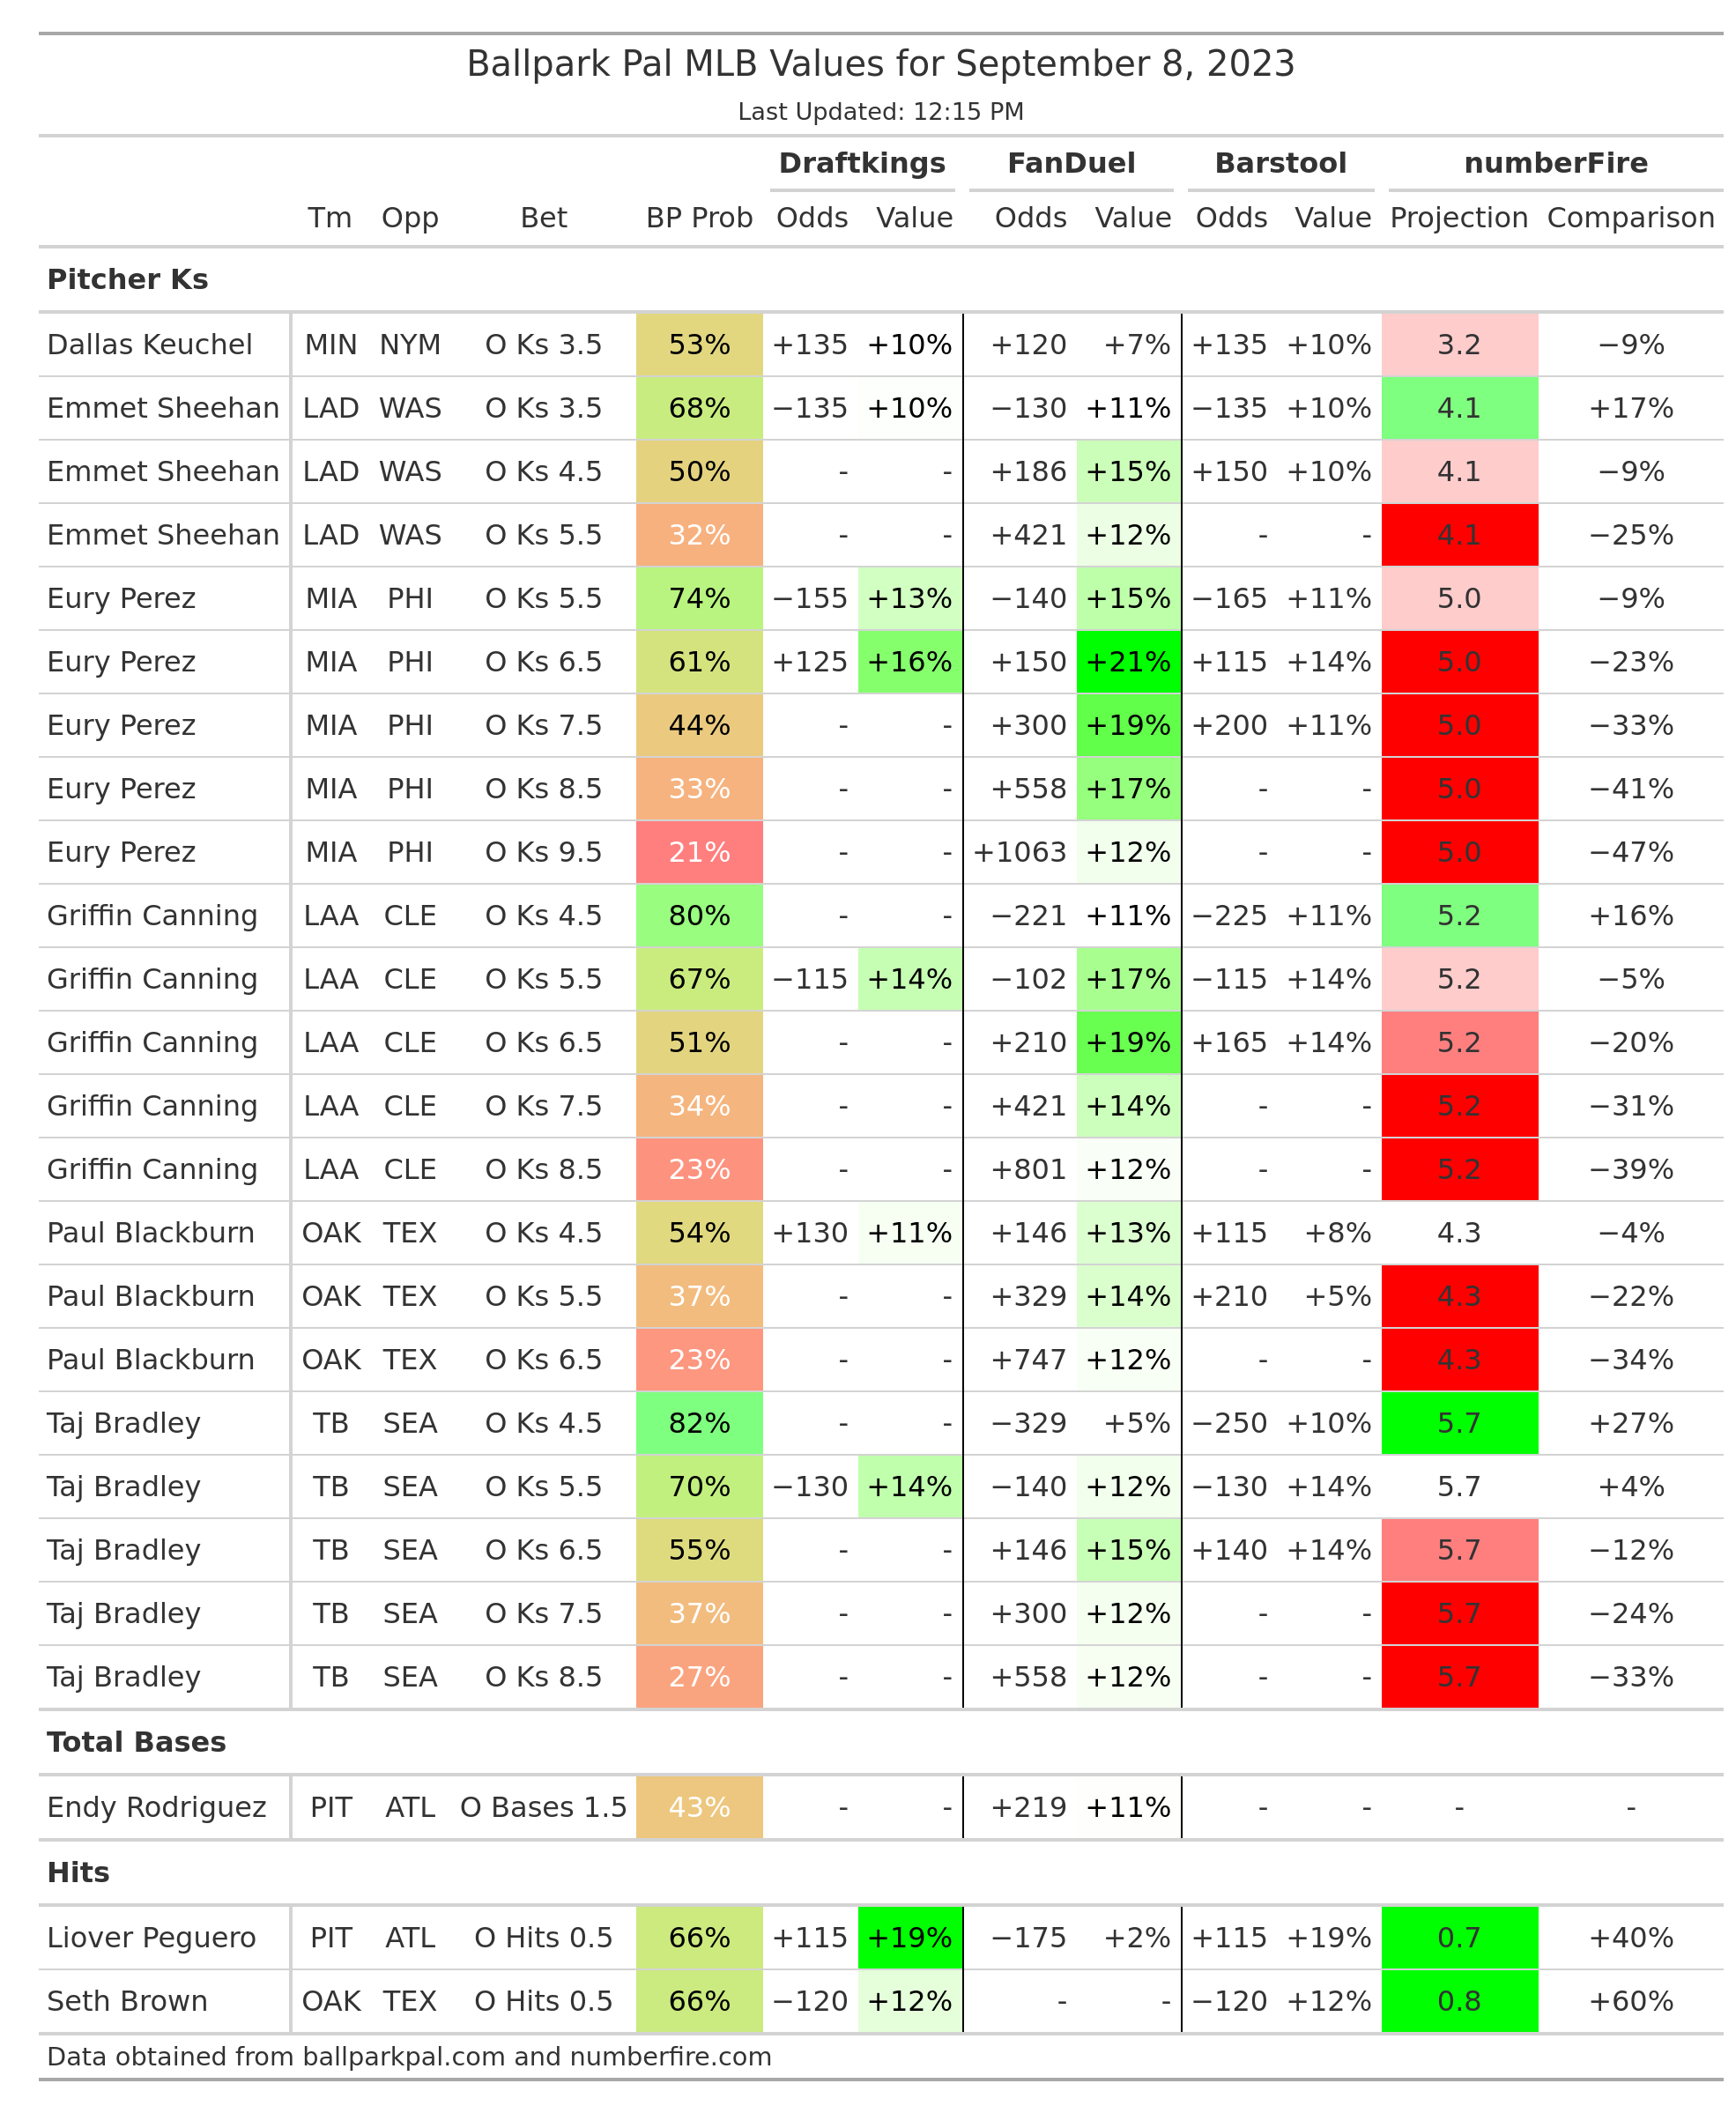 Ballpark Pal MLB Values for September 8, 2023
Last Updated: 12:15 PM
Draftkings FanDuel Barstool numberFire
Tm Opp Bet BP Prob Odds Value Odds Value Odds Value Projection Comparison
Pitcher Ks
Dallas Keuchel MIN NYM O Ks 3.5 53% +135 +10% +120 +7% +135 +10% 3.2 −9%
Emmet Sheehan LAD WAS O Ks 3.5 68% −135 +10% −130 +11% −135 +10% 4.1 +17%
Emmet Sheehan LAD WAS O Ks 4.5 50% - - +186 +15% +150 +10% 4.1 −9%
Emmet Sheehan LAD WAS O Ks 5.5 32% - - +421 +12% - - 4.1 −25%
Eury Perez MIA PHI O Ks 5.5 74% −155 +13% −140 +15% −165 +11% 5.0 −9%
Eury Perez MIA PHI O Ks 6.5 61% +125 +16% +150 +21% +115 +14% 5.0 −23%
Eury Perez MIA PHI O Ks 7.5 44% - - +300 +19% +200 +11% 5.0 −33%
Eury Perez MIA PHI O Ks 8.5 33% - - +558 +17% - - 5.0 −41%
Eury Perez MIA PHI O Ks 9.5 21% - - +1063 +12% - - 5.0 −47%
Griffin Canning LAA CLE O Ks 4.5 80% - - −221 +11% −225 +11% 5.2 +16%
Griffin Canning LAA CLE O Ks 5.5 67% −115 +14% −102 +17% −115 +14% 5.2 −5%
Griffin Canning LAA CLE O Ks 6.5 51% - - +210 +19% +165 +14% 5.2 −20%
Griffin Canning LAA CLE O Ks 7.5 34% - - +421 +14% - - 5.2 −31%
Griffin Canning LAA CLE O Ks 8.5 23% - - +801 +12% - - 5.2 −39%
Paul Blackburn OAK TEX O Ks 4.5 54% +130 +11% +146 +13% +115 +8% 4.3 −4%
Paul Blackburn OAK TEX O Ks 5.5 37% - - +329 +14% +210 +5% 4.3 −22%
Paul Blackburn OAK TEX O Ks 6.5 23% - - +747 +12% - - 4.3 −34%
Taj Bradley TB SEA O Ks 4.5 82% - - −329 +5% −250 +10% 5.7 +27%
Taj Bradley TB SEA O Ks 5.5 70% −130 +14% −140 +12% −130 +14% 5.7 +4%
Taj Bradley TB SEA O Ks 6.5 55% - - +146 +15% +140 +14% 5.7 −12%
Taj Bradley TB SEA O Ks 7.5 37% - - +300 +12% - - 5.7 −24%
Taj Bradley TB SEA O Ks 8.5 27% - - +558 +12% - - 5.7 −33%
Total Bases
Endy Rodriguez PIT ATL O Bases 1.5 43% - - +219 +11% - - - -
Hits
Liover Peguero PIT ATL O Hits 0.5 66% +115 +19% −175 +2% +115 +19% 0.7 +40%
Seth Brown OAK TEX O Hits 0.5 66% −120 +12% - - −120 +12% 0.8 +60%
Data obtained from ballparkpal.com and numberfire.com